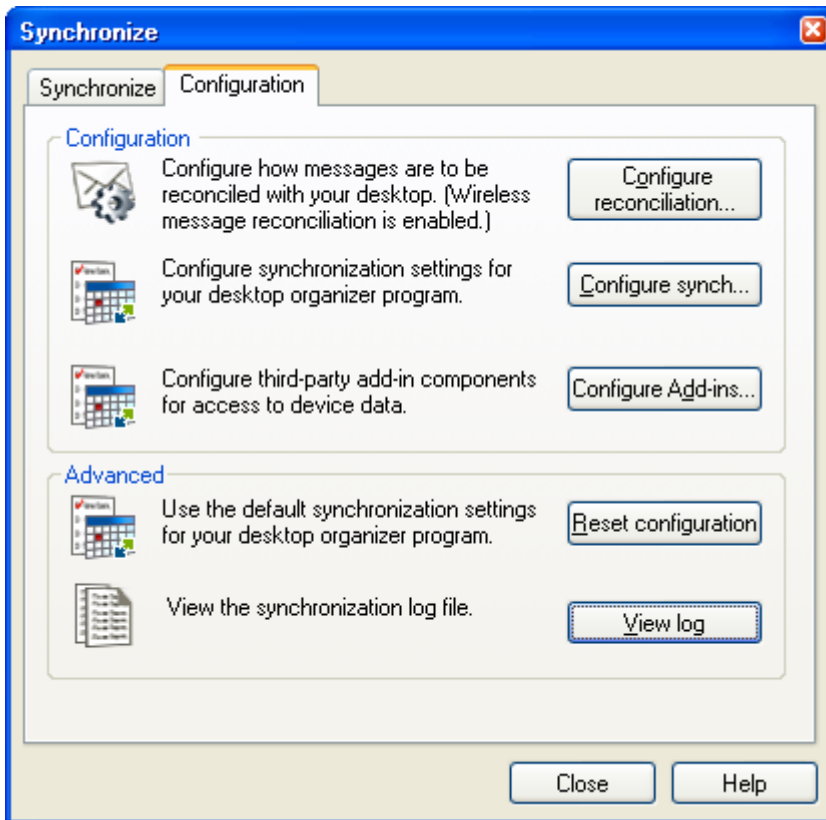 Synchronize
Synchronize
Configuration
Configuration
Configure how messages are to be
reconciled with your desktop. (Wireless
message reconciliation is enabled.)
Configure
reconciliation...
Configure synchronization settings for
your desktop organizer program.
Configure synch...
Configure third-party add-in components
for access to device data.
Configure Add-ins...
Advanced
Use the default synchronization settings
for your desktop organizer program.
Reset configuration
View the synchronization log file.
View log
Close
Help